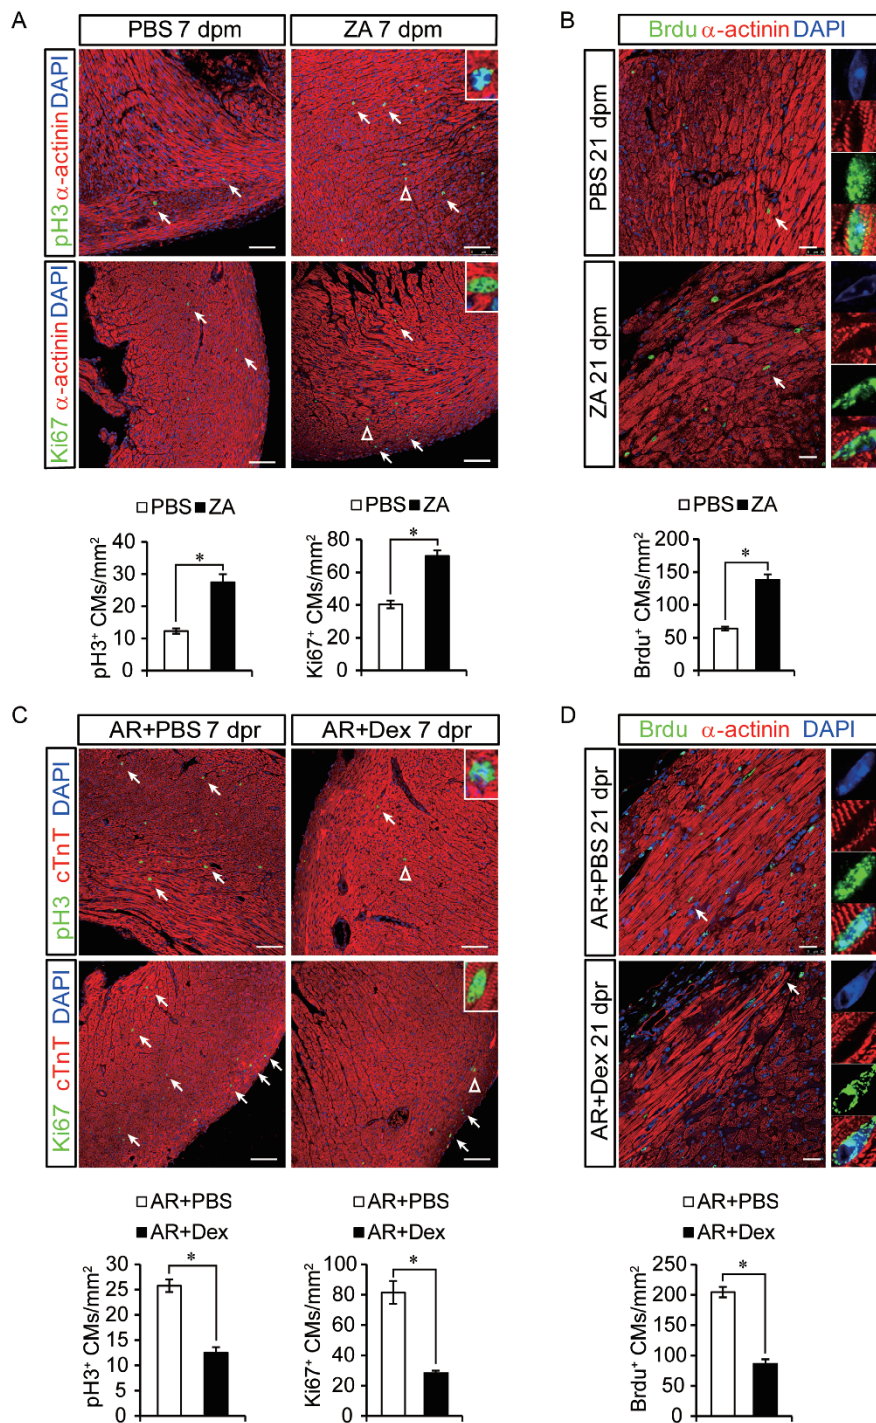 A
PBS 7 dpm
ZA 7 dpm
pH3 α-actinin DAPI
Ki67 α-actinin DAPI
□PBS ■ZA
pH3⁺ CMs/mm²
40
30
20
10
0
*
□PBS ■ZA
Ki67⁺ CMs/mm²
80
60
40
20
0
*
B
Brdu α-actinin DAPI
PBS 21 dpm
ZA 21 dpm
□PBS ■ZA
Brdu⁺ CMs/mm²
200
150
100
50
0
*
C
AR+PBS 7 dpr
AR+Dex 7 dpr
pH3 cTnT DAPI
Ki67 cTnT DAPI
□AR+PBS
■AR+Dex
pH3⁺ CMs/mm²
30
25
20
15
10
5
0
*
□AR+PBS
■AR+Dex
Ki67⁺ CMs/mm²
100
80
60
40
20
0
*
D
Brdu α-actinin DAPI
AR+PBS 21 dpr
AR+Dex 21 dpr
□AR+PBS
■AR+Dex
Brdu⁺ CMs/mm²
250
200
150
100
50
0
*